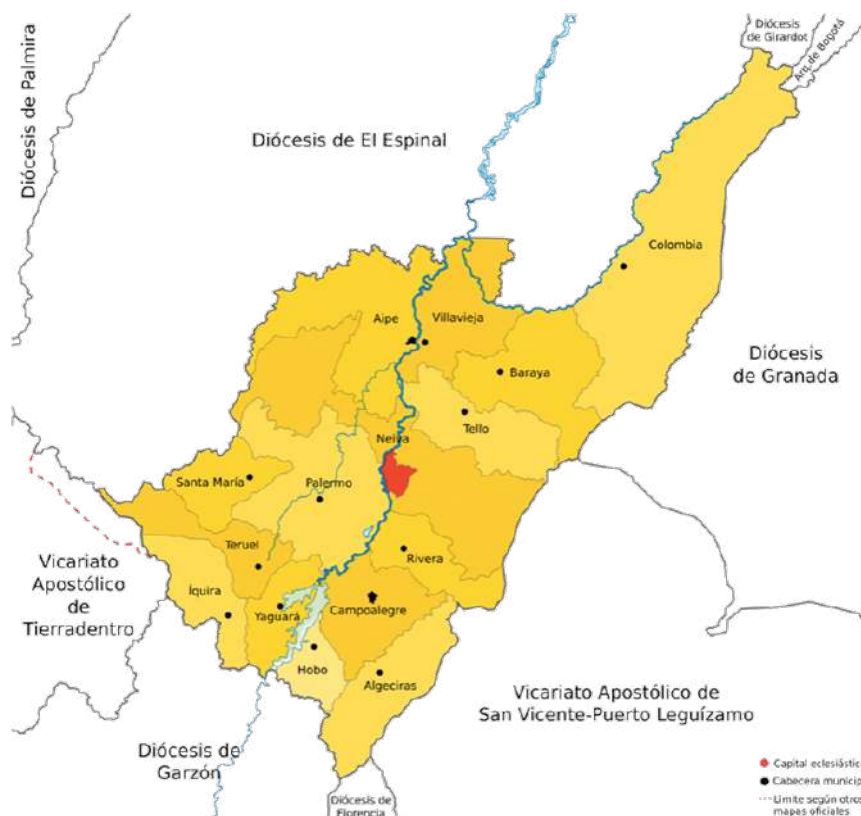 Diócesis
de Girardot
Arq. de Bogotá
Diócesis de Palmira
Diócesis de El Espinal
Colombia
Aipe
Villavieja
Diócesis
de Granada
Baraya
Tello
Neiva
Santa María
Palermo
Teruel
Rivera
Vicariato
Apostólico
de
Tierradentro
Íquira
Yaguará
Campoalegre
Hobo
Algeciras
Vicariato Apostólico de
San Vicente-Puerto Leguízamo
Diócesis de
Garzón
Diócesis de
Florencia
Capital eclesiástic
Cabecera municip
Límite según otro
mapas oficiales